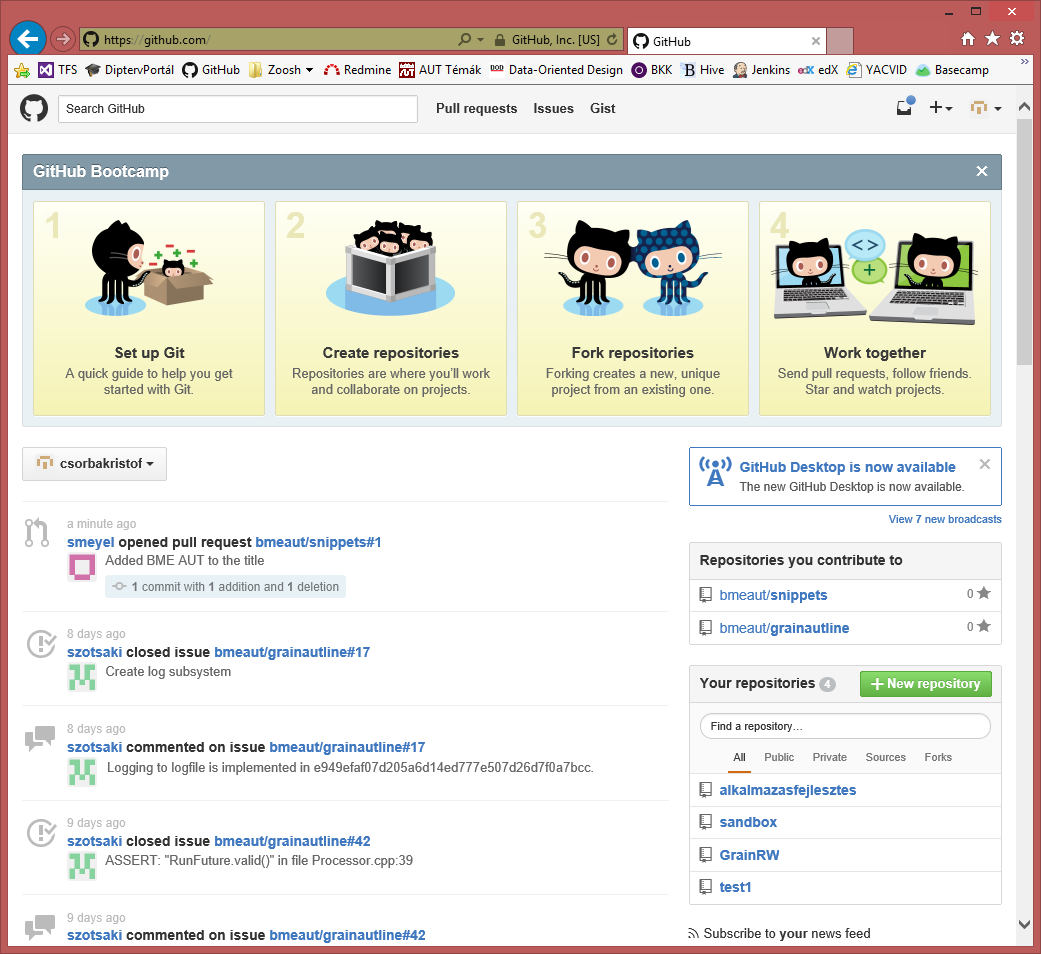 https://github.com/
GitHub, Inc. [US]
GitHub
TFS
DiptervPortál
GitHub
Zoosh
Redmine
AUT Témák
Data-Oriented Design
BKK
Hive
Jenkins
edX
YACVID
Basecamp
Search GitHub
Pull requests
Issues
Gist
GitHub Bootcamp
1
2
3
4
Set up Git
A quick guide to help you get
started with Git.
Create repositories
Repositories are where you'll work
and collaborate on projects.
Fork repositories
Forking creates a new, unique
project from an existing one.
Work together
Send pull requests, follow friends.
Star and watch projects.
csorbakristof
a minute ago
smeyel opened pull request bmeaut/snippets#1
Added BME AUT to the title
1 commit with 1 addition and 1 deletion
8 days ago
szotsaki closed issue bmeaut/grainautline#17
Create log subsystem
8 days ago
szotsaki commented on issue bmeaut/grainautline#17
Logging to logfile is implemented in e949efaf07d205a6d14ed777e507d26d7f0a7bcc.
9 days ago
szotsaki closed issue bmeaut/grainautline#42
ASSERT: "RunFuture.valid()" in file Processor.cpp:39
9 days ago
szotsaki commented on issue bmeaut/grainautline#42
GitHub Desktop is now available
The new GitHub Desktop is now available.
View 7 new broadcasts
Repositories you contribute to
bmeaut/snippets 0
bmeaut/grainautline 0
Your repositories 4
New repository
Find a repository…
All Public Private Sources Forks
alkalmazasfejlesztes
sandbox
GrainRW
test1
Subscribe to your news feed